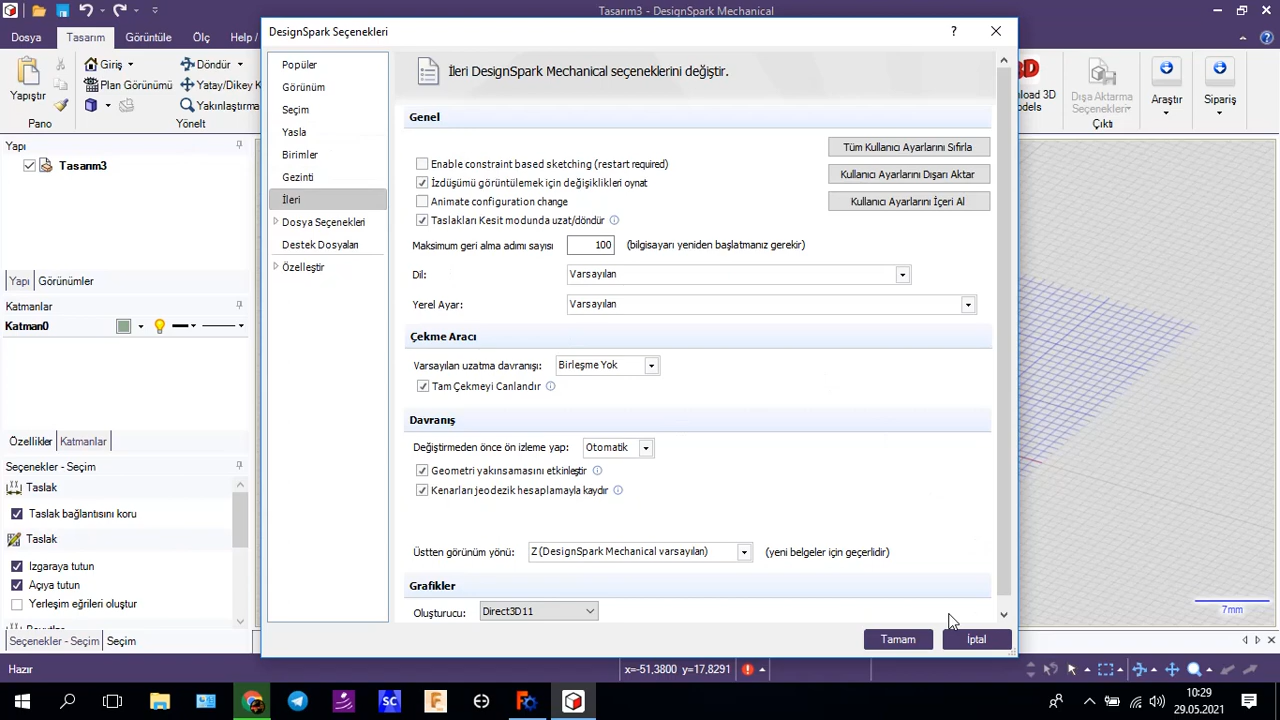 Tasarım3 - DesignSpark Mechanical
Dosya
Tasarım
Görüntüle
Ölç
Help /
Yapıştır
Pano
Giriş
Plan Görünümü
Döndür
Yatay/Dikey K
Yakınlaştırma
Yönelt
DesignSpark Seçenekleri
?
Popüler
Görünüm
Seçim
Yasla
Birimler
Gezinti
İleri
Dosya Seçenekleri
Destek Dosyaları
Özelleştir
İleri DesignSpark Mechanical seçeneklerini değiştir.
Genel
Enable constraint based sketching (restart required)
İzdüşümü görüntülemek için değişiklikleri oynat
Animate configuration change
Taslakları Kesit modunda uzat/döndür
Tüm Kullanıcı Ayarlarını Sıfırla
Kullanıcı Ayarlarını Dışarı Aktar
Kullanıcı Ayarlarını İçeri Al
Maksimum geri alma adımı sayısı 100 (bilgisayarı yeniden başlatmanız gerekir)
Dil: Varsayılan
Yerel Ayar: Varsayılan
Çekme Aracı
Varsayılan uzatma davranışı: Birleşme Yok
Tam Çekmeyi Canlandır
Davranış
Değiştirmeden önce ön izleme yap: Otomatik
Geometri yakınsamasını etkinleştir
Kenarları jeodezik hesaplamayla kaydır
Üstten görünüm yönü: Z (DesignSpark Mechanical varsayılan) (yeni belgeler için geçerlidir)
Grafikler
Oluşturucu: Direct3D11
Tamam
İptal
3D
load 3D
odels
Dışa Aktarma
Seçenekleri
Çıktı
Araştır
Sipariş
Yapı
Tasarım3
Yapı
Görünümler
Katmanlar
Katman0
Özellikler
Katmanlar
Seçenekler - Seçim
Taslak
Taslak bağlantısını koru
Taslak
Izgaraya tutun
Açıya tutun
Yerleşim eğrileri oluştur
Seçenekler - Seçim
Seçim
7mm
Hazır
x=-51,3800 y=17,8291
SC
10:29
29.05.2021